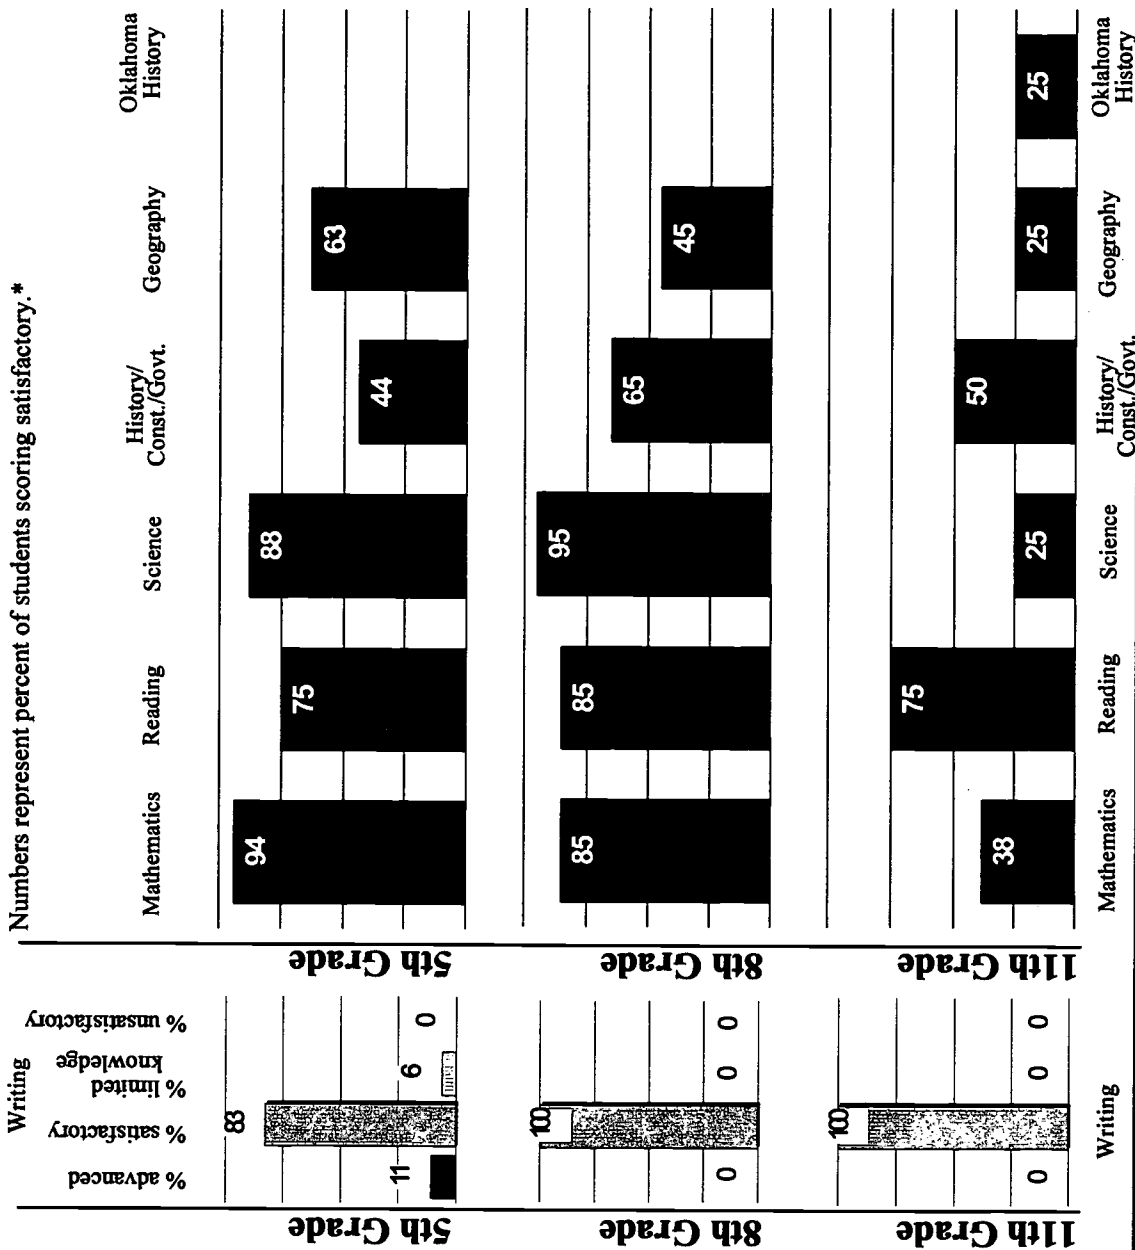 Numbers represent percent of students scoring satisfactory.*
Writing
% advanced
% satisfactory
% limited
knowledge
% unsatisfactory
Mathematics
Reading
Science
History/
Const./Govt.
Geography
Oklahoma
History
5th Grade
11
83
6
0
5th Grade
94
75
88
44
63
8th Grade
0
100
0
0
8th Grade
85
85
95
65
45
11th Grade
0
100
0
0
11th Grade
38
75
25
50
25
25
Writing
Mathematics
Reading
Science
History/
Const./Govt.
Geography
Oklahoma
History